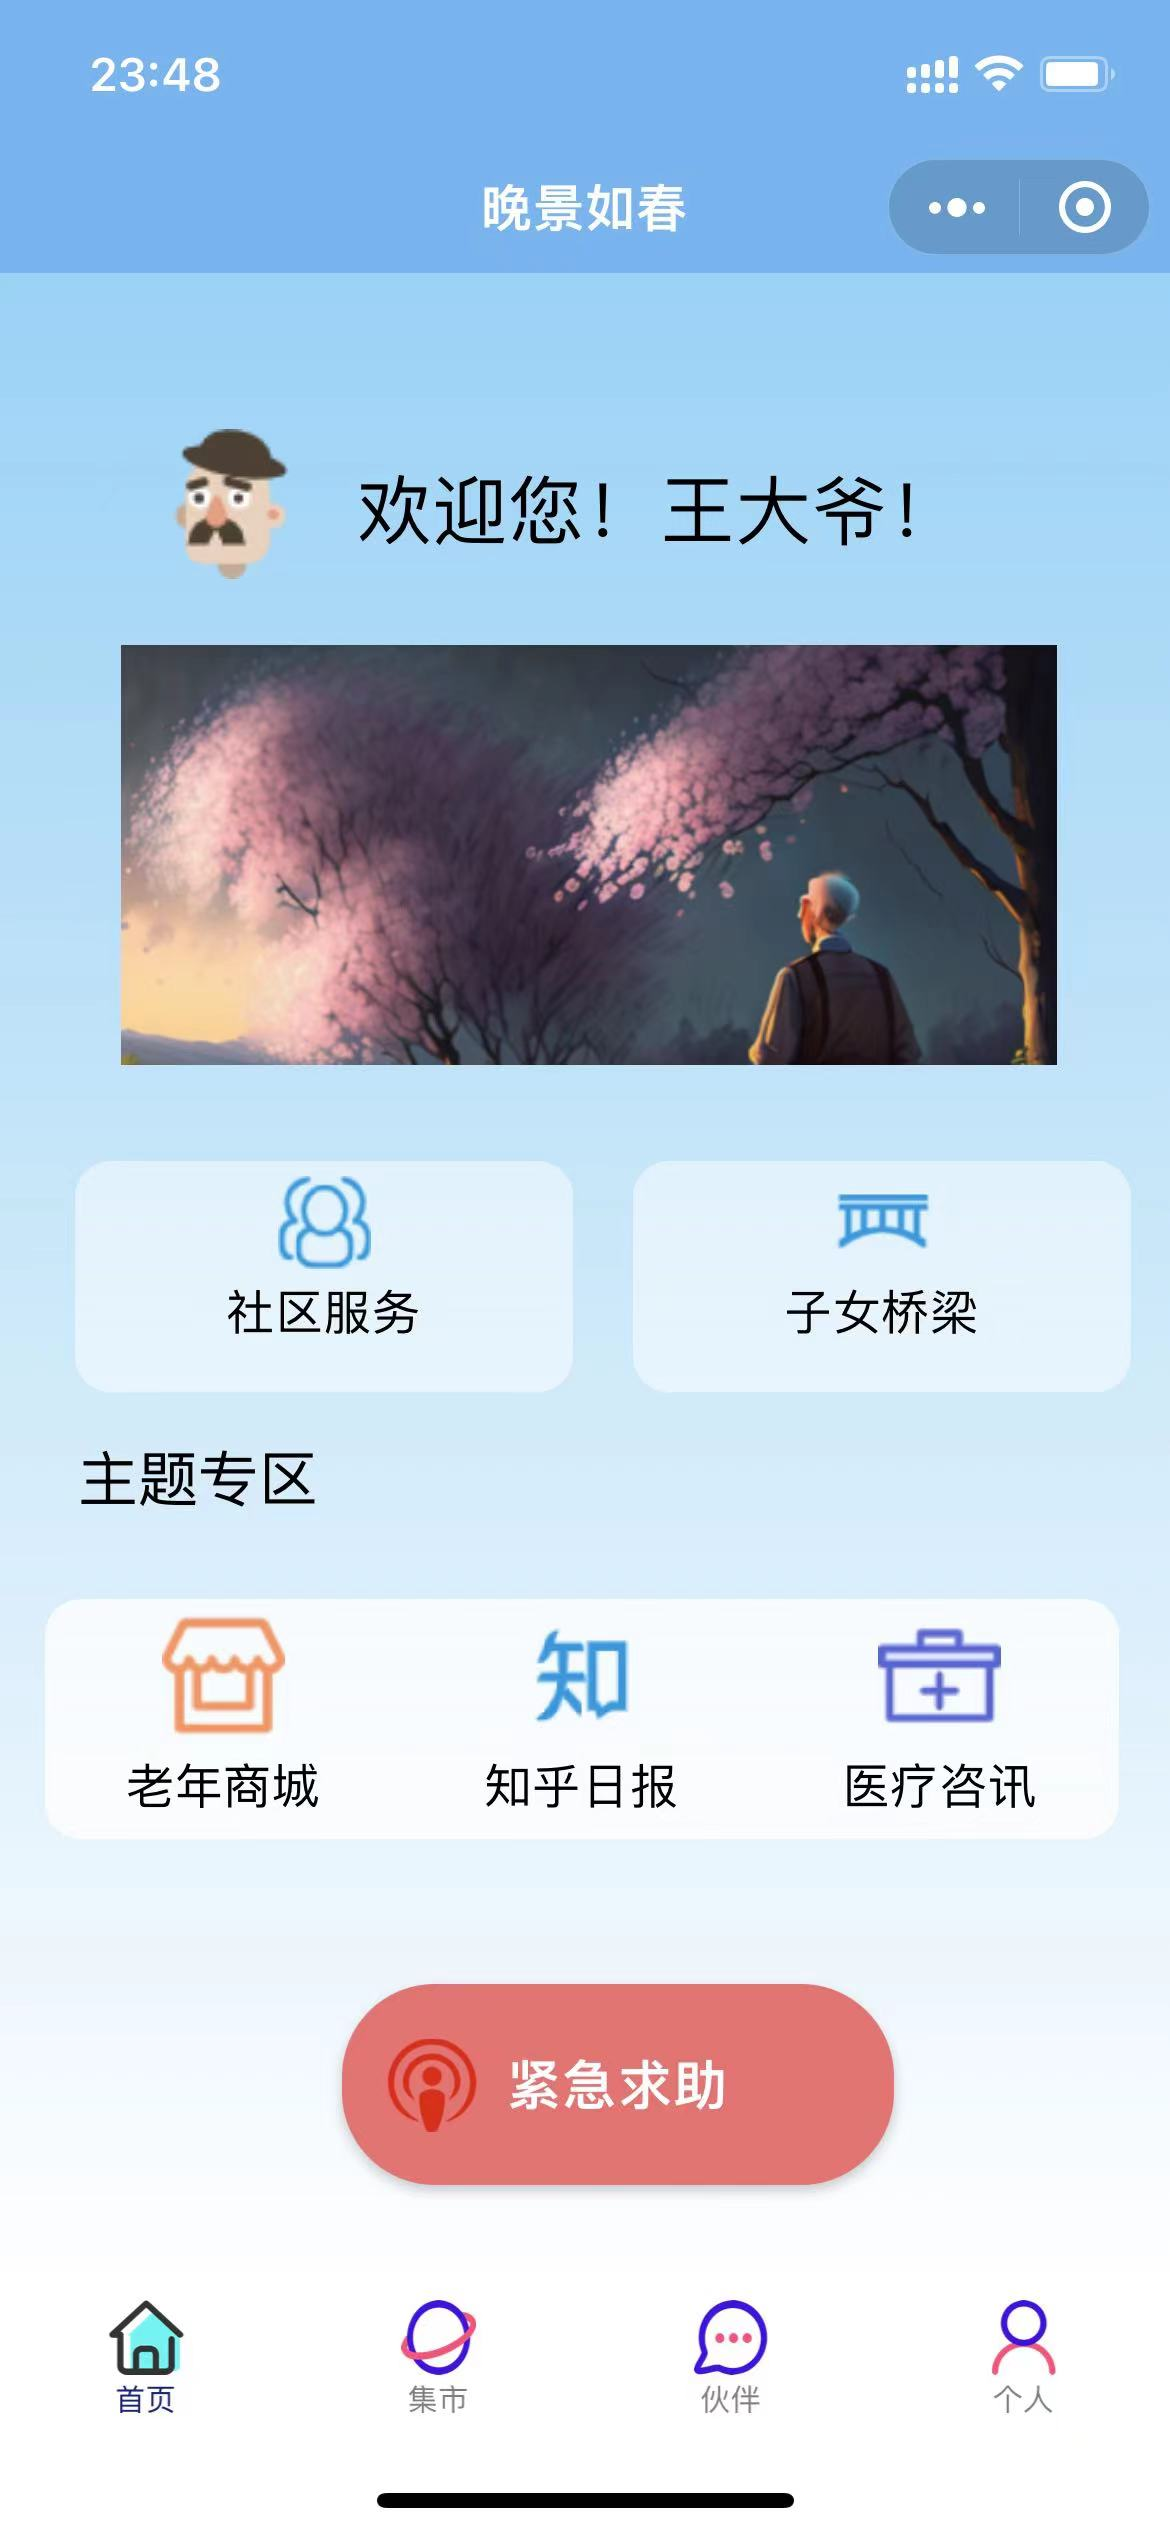 23:48
晚景如春
欢迎您！王大爷！
社区服务
子女桥梁
主题专区
知
老年商城
知乎日报
医疗咨讯
紧急求助
首页
集市
伙伴
个人